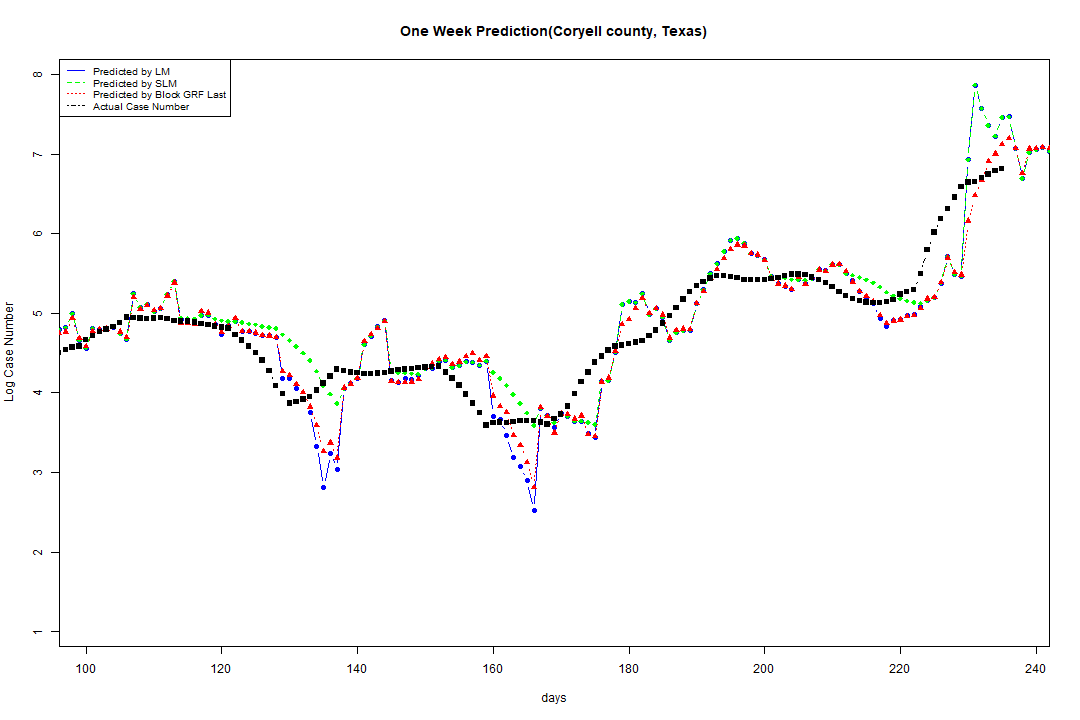 One Week Prediction(Coryell county, Texas)
Predicted by LM
Predicted by SLM
Predicted by Block GRF Last
Actual Case Number
8
7
6
5
4
3
2
1
Log Case Number
100 120 140 160 180 200 220 240
days